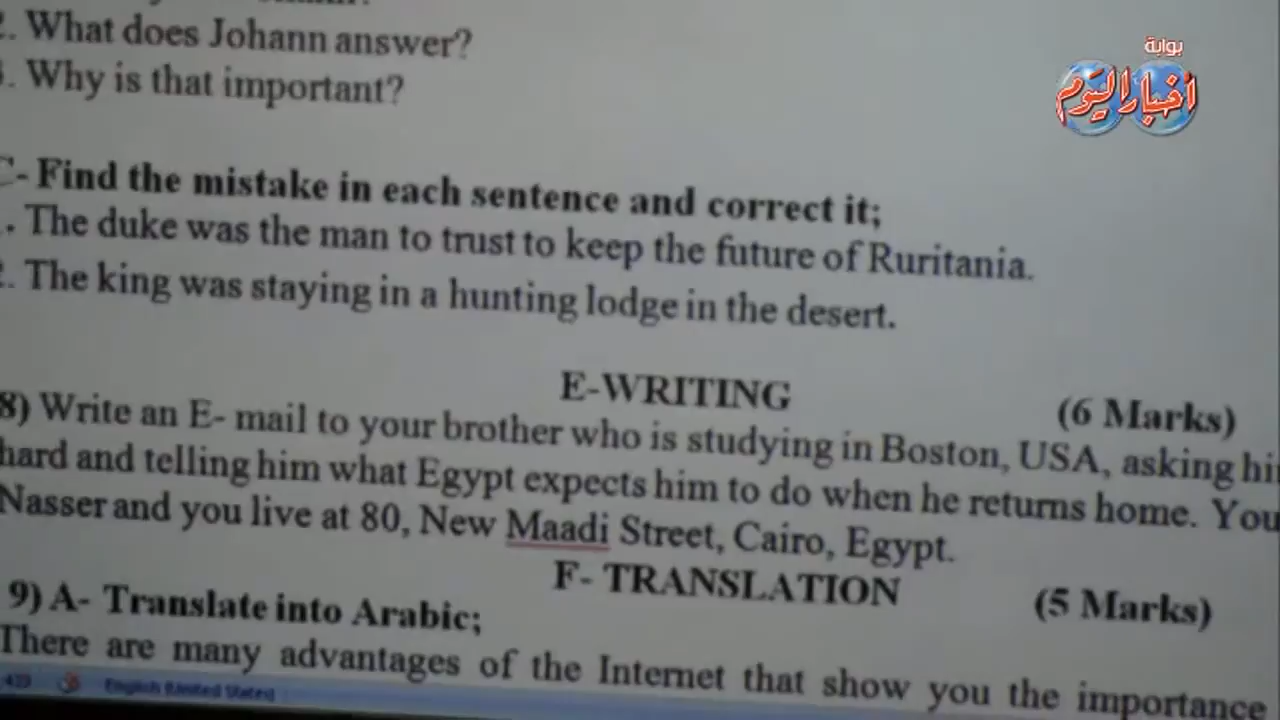 2. What does Johann answer?
. Why is that important?
بوابة
أخبار اليوم
C- Find the mistake in each sentence and correct it;
. The duke was the man to trust to keep the future of Ruritania.
2. The king was staying in a hunting lodge in the desert.
E-WRITING
(6 Marks)
8) Write an E- mail to your brother who is studying in Boston, USA, asking
hard and telling him what Egypt expects him to do when he returns home. You
Nasser and you live at 80, New Maadi Street, Cairo, Egypt.
F- TRANSLATION
(5 Marks)
9) A- Translate into Arabic;
There are many advantages of the Internet that show you the importance
English (United States)